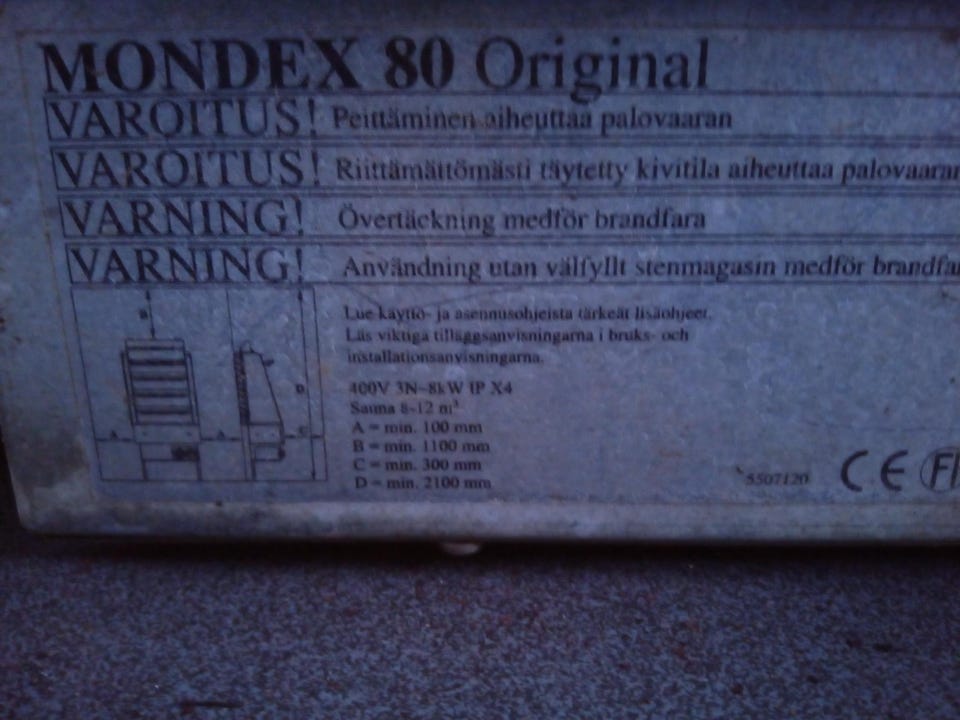 MONDEX 80 Original
VAROITUS! Peittäminen aiheuttaa palovaaran
VAROITUS! Riittämättömästi täytetty kivitila aiheuttaa palovaaran
VARNING! Övertäckning medför brandfara
VARNING! Användning utan välfyllt stenmagasin medför brandfa
B
D
A
A
C
Lue käyttö- ja asennusohjeista tärkeät lisäohjeet.
Läs viktiga tilläggsanvisningarna i bruks- och
installationsanvisningarna.
400V 3N~8kW IP X4
Sauna 8-12 m³
A = min. 100 mm
B = min. 1100 mm
C = min. 300 mm
D = min. 2100 mm
5507120
CE FI